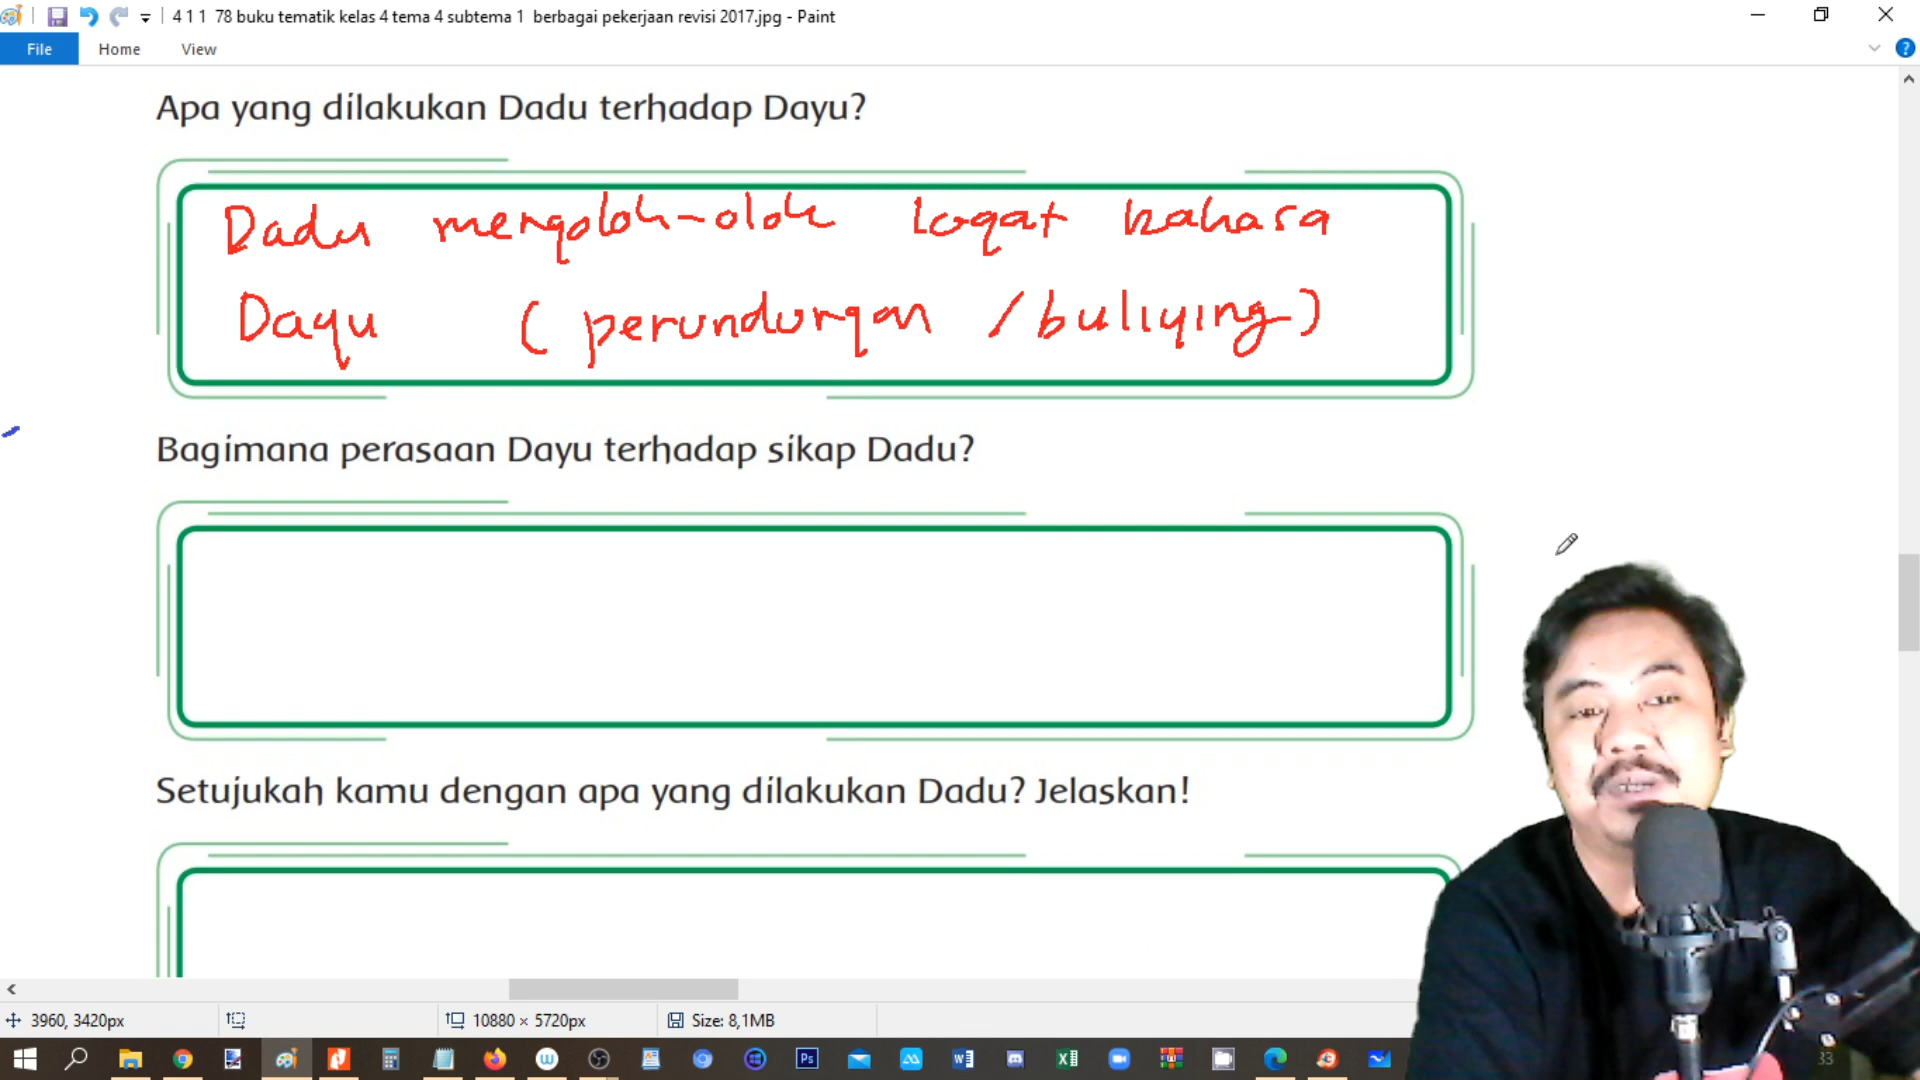 4 1 1 78 buku tematik kelas 4 tema 4 subtema 1 berbagai pekerjaan revisi 2017.jpg - Paint
File Home View
Apa yang dilakukan Dadu terhadap Dayu?
Dadu mengolok-olok logat bahasa
Dayu (perundungan / buliying)
Bagimana perasaan Dayu terhadap sikap Dadu?
Setujukah kamu dengan apa yang dilakukan Dadu? Jelaskan!
3960, 3420px 10880 × 5720px Size: 8,1MB
Ps
33